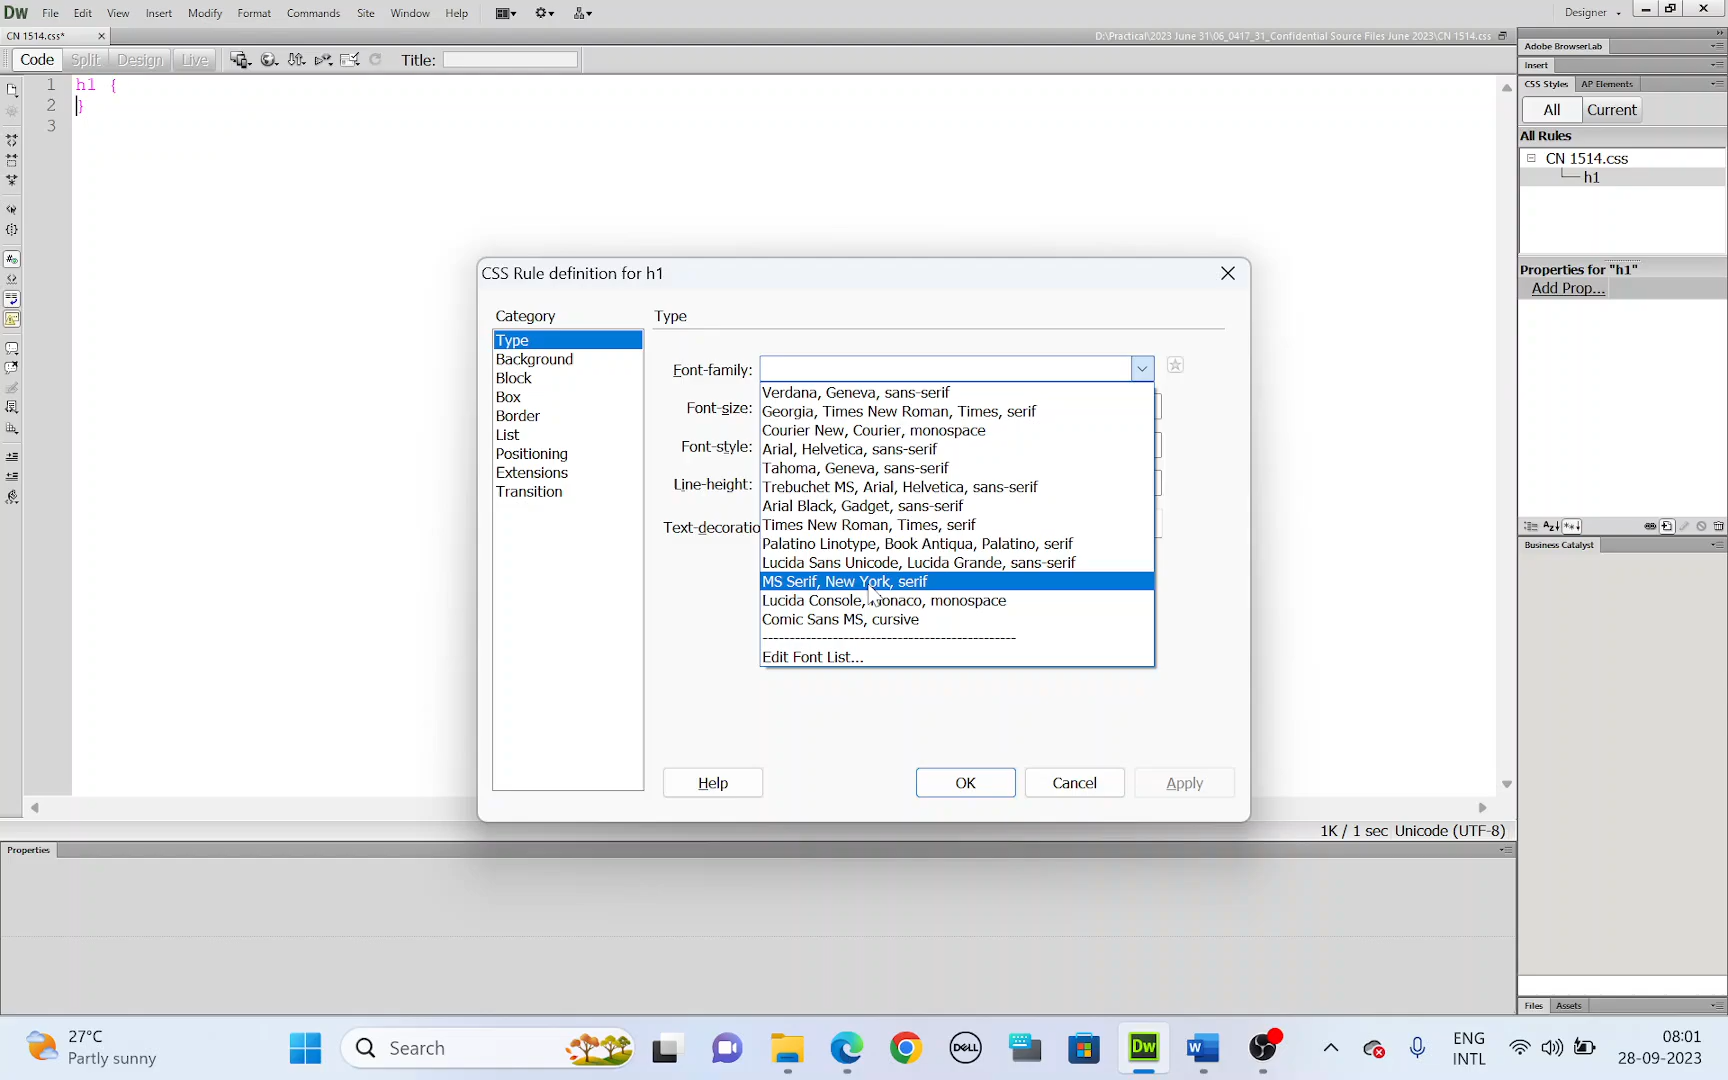 Dw File Edit View Insert Modify Format Commands Site Window Help Designer
CN 1514.css*
D:\Practical\2023 June 31\06_0417_31_Confidential Source Files June 2023\CN 1514.css
Code Split Design Live Title:
1 h1 {
2 }
3
CSS Rule definition for h1
Category
Type
Background
Block
Box
Border
List
Positioning
Extensions
Transition
Type
Font-family:
Font-size:
Font-style:
Line-height:
Text-decoratio
Verdana, Geneva, sans-serif
Georgia, Times New Roman, Times, serif
Courier New, Courier, monospace
Arial, Helvetica, sans-serif
Tahoma, Geneva, sans-serif
Trebuchet MS, Arial, Helvetica, sans-serif
Arial Black, Gadget, sans-serif
Times New Roman, Times, serif
Palatino Linotype, Book Antiqua, Palatino, serif
Lucida Sans Unicode, Lucida Grande, sans-serif
MS Serif, New York, serif
Lucida Console, Monaco, monospace
Comic Sans MS, cursive
--------------------------------------------
Edit Font List...
Help OK Cancel Apply
Adobe BrowserLab
Insert
CSS Styles AP Elements
All Current
All Rules
CN 1514.css
h1
Properties for "h1"
Add Prop...
Business Catalyst
Files Assets
1K / 1 sec Unicode (UTF-8)
Properties
27°C
Partly sunny
Search
DELL
Dw
W
ENG
INTL
08:01
28-09-2023